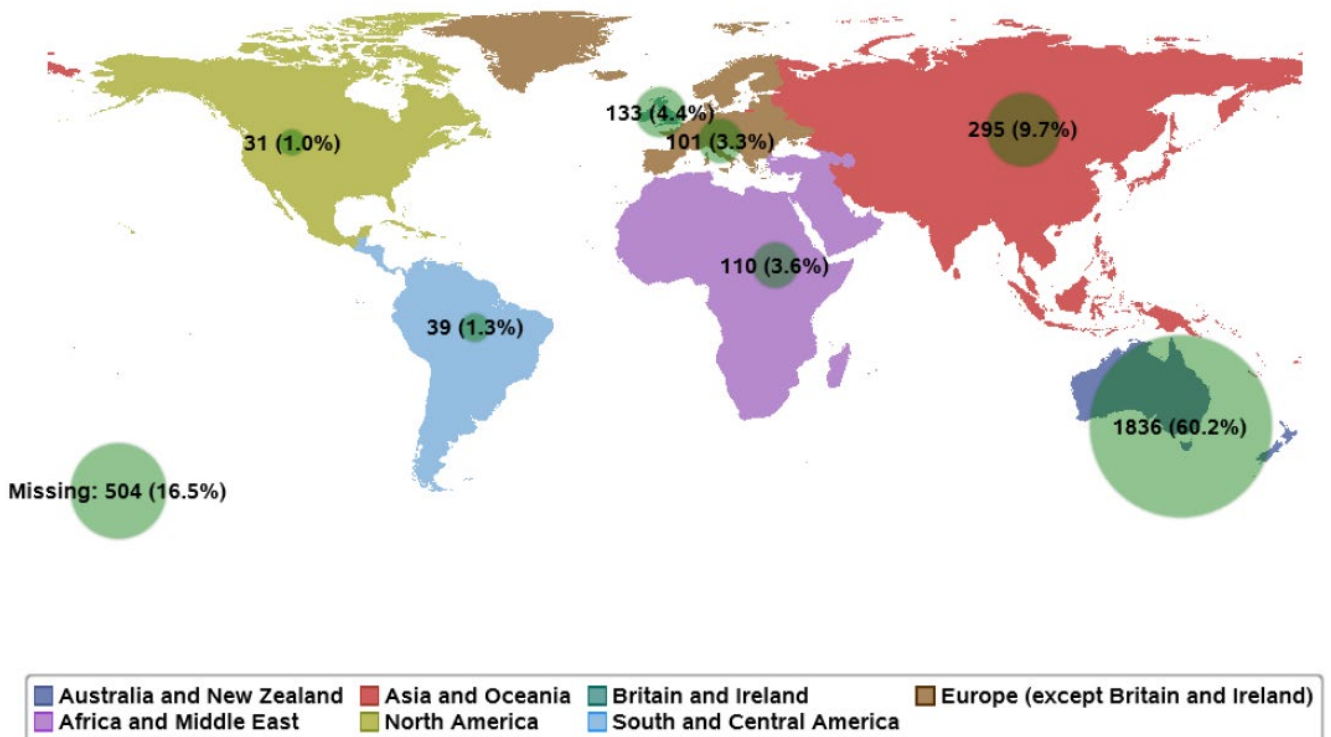 133 (4.4%)
295 (9.7%)
31 (1.0%)
101 (3.3%)
110 (3.6%)
39 (1.3%)
1836 (60.2%)
Missing: 504 (16.5%)
Australia and New Zealand
Asia and Oceania
Britain and Ireland
Europe (except Britain and Ireland)
Africa and Middle East
North America
South and Central America